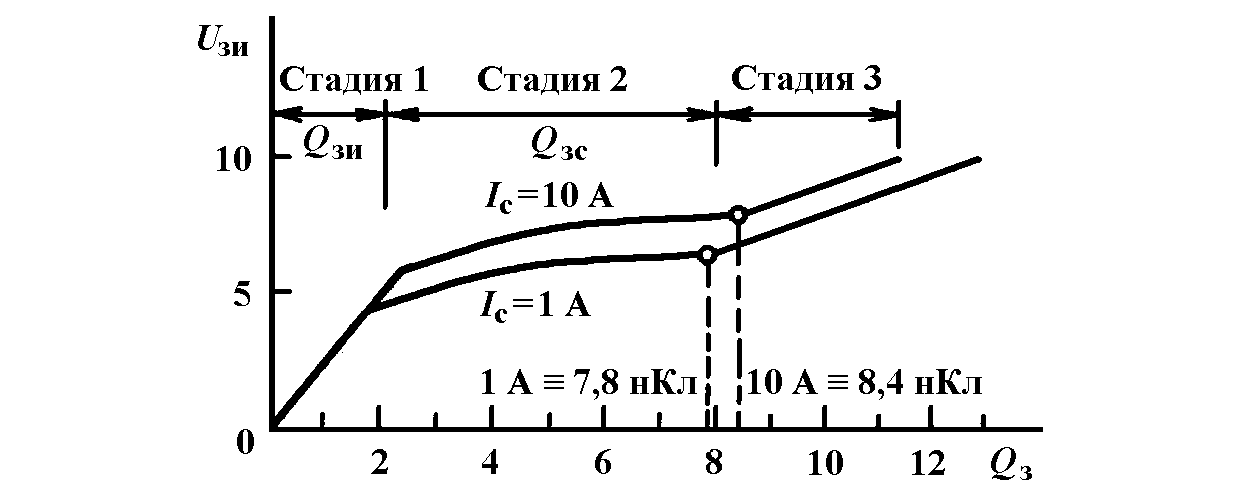 Uзи
Стадия 1 Стадия 2 Стадия 3
Qзи Qзс
10
Iс=10 А
5
Iс=1 А
1 А ≡ 7,8 нКл 10 А ≡ 8,4 нКл
0
2 4 6 8 10 12 Qз